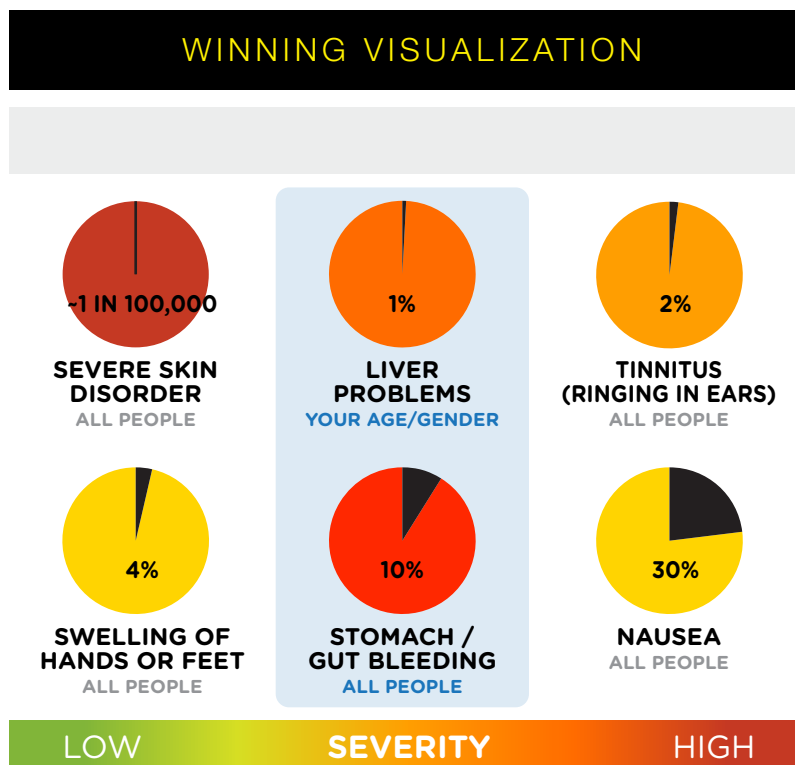 WINNING VISUALIZATION
~1 IN 100,000
SEVERE SKIN
DISORDER
ALL PEOPLE
1%
LIVER
PROBLEMS
YOUR AGE/GENDER
2%
TINNITUS
(RINGING IN EARS)
ALL PEOPLE
4%
SWELLING OF
HANDS OR FEET
ALL PEOPLE
10%
STOMACH /
GUT BLEEDING
ALL PEOPLE
30%
NAUSEA
ALL PEOPLE
LOW SEVERITY HIGH